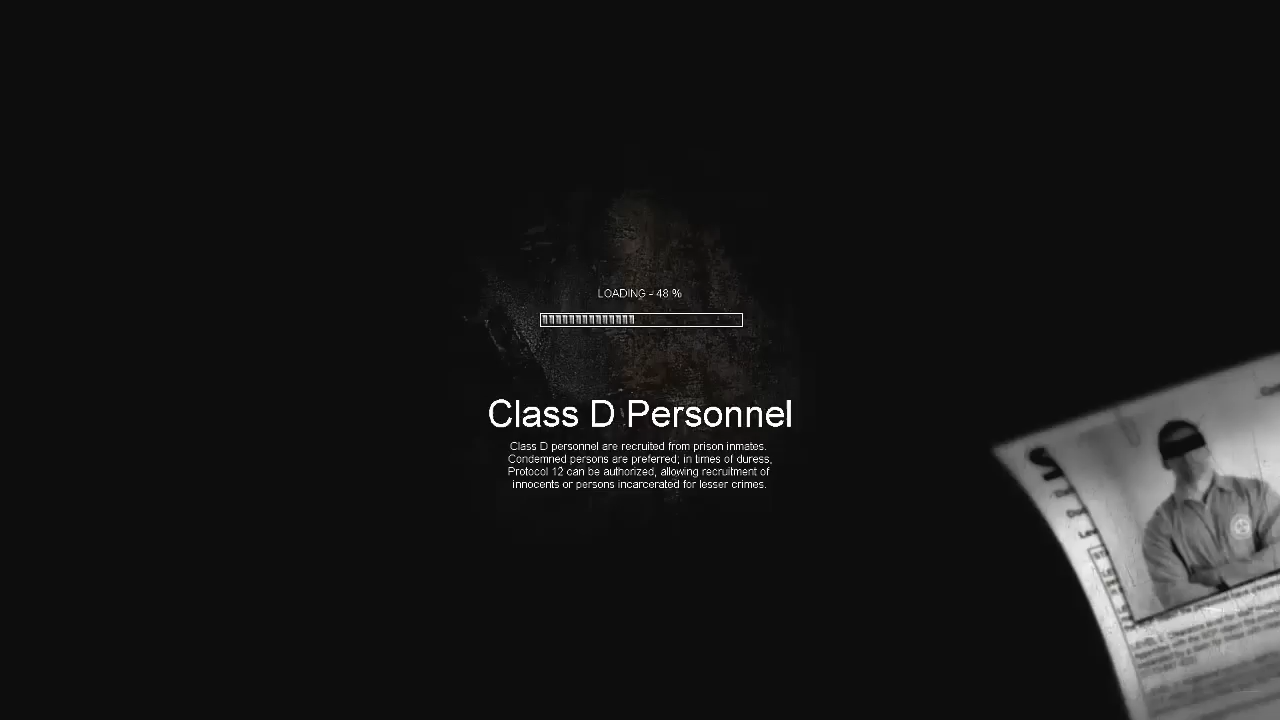 LOADING - 48 %
Class D Personnel
Class D personnel are recruited from prison inmates.
Condemned persons are preferred; in times of duress,
Protocol 12 can be authorized, allowing recruitment of
innocents or persons incarcerated for lesser crimes.